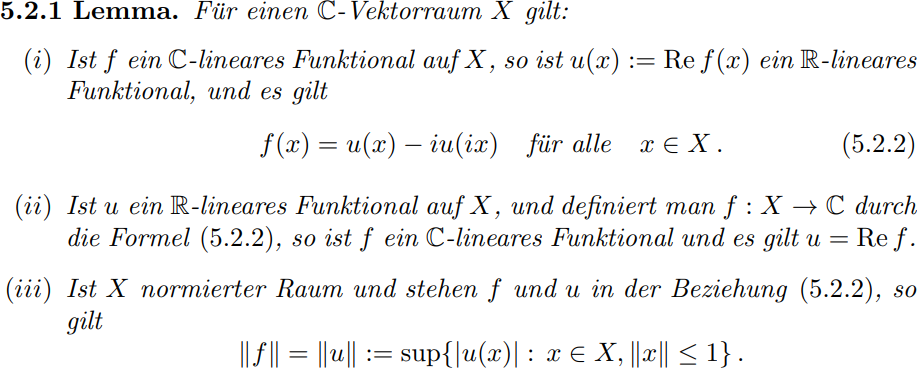 5.2.1 Lemma. Für einen ℂ-Vektorraum X gilt:
(i) Ist f ein ℂ-lineares Funktional auf X, so ist u(x) := Re f(x) ein ℝ-lineares
Funktional, und es gilt
f(x) = u(x) − iu(ix) für alle x ∈ X . (5.2.2)
(ii) Ist u ein ℝ-lineares Funktional auf X, und definiert man f : X → ℂ durch
die Formel (5.2.2), so ist f ein ℂ-lineares Funktional und es gilt u = Re f.
(iii) Ist X normierter Raum und stehen f und u in der Beziehung (5.2.2), so
gilt
‖f‖ = ‖u‖ := sup{|u(x)| : x ∈ X, ‖x‖ ≤ 1} .